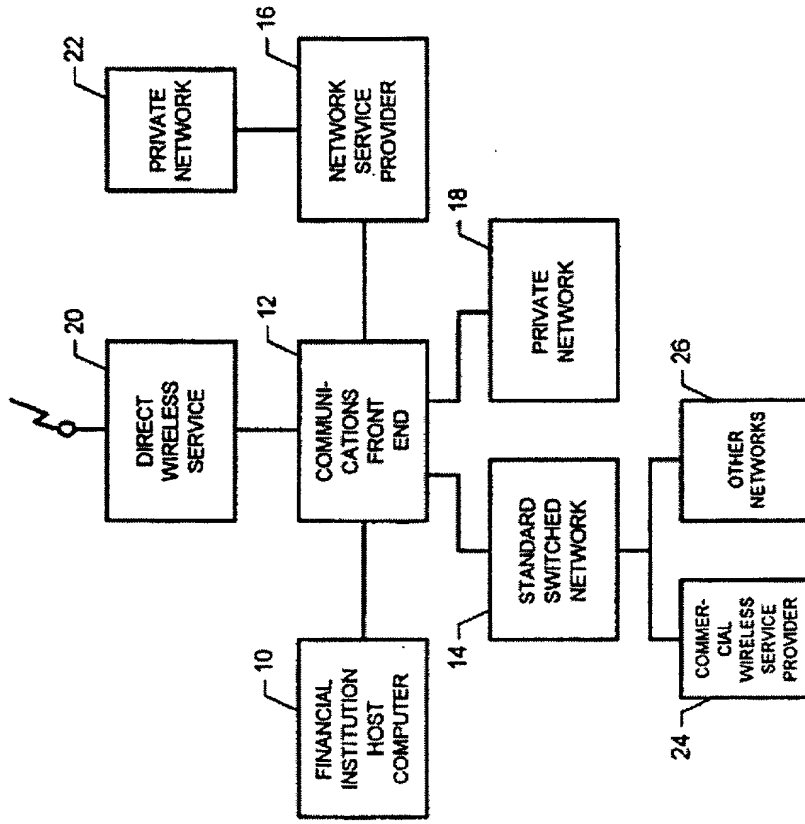 22
PRIVATE
NETWORK
16
NETWORK
SERVICE
PROVIDER
20
DIRECT
WIRELESS
SERVICE
12
COMMUNI-
CATIONS
FRONT
END
18
PRIVATE
NETWORK
10
FINANCIAL
INSTITUTION
HOST
COMPUTER
14
STANDARD
SWITCHED
NETWORK
26
OTHER
NETWORKS
24
COMMER-
CIAL
WIRELESS
SERVICE
PROVIDER